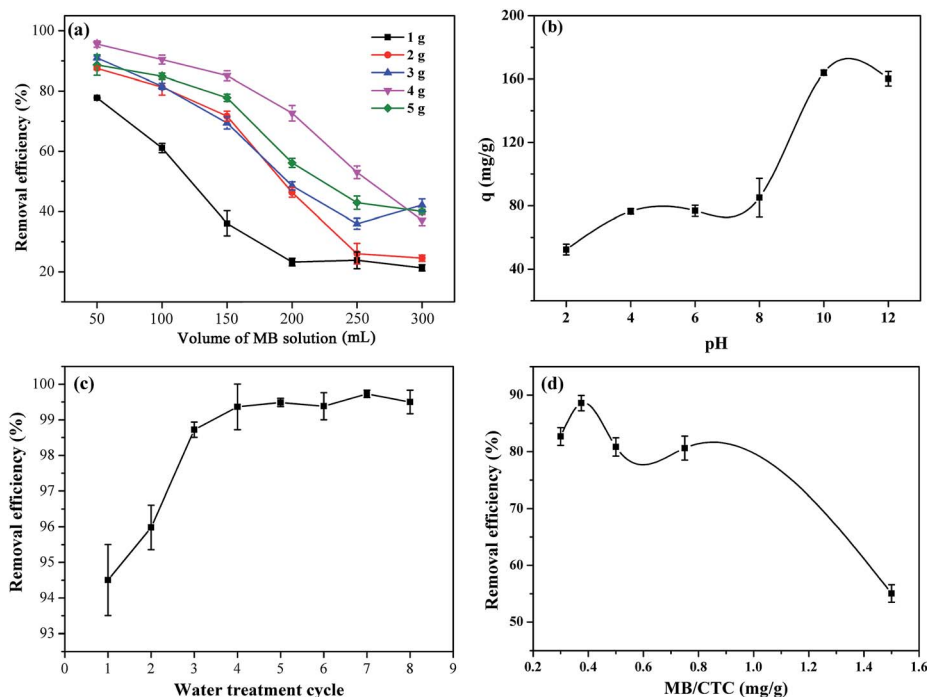 (a)
1 g
2 g
3 g
4 g
5 g
100
80
60
40
20
0
Removal efficiency (%)
50 100 150 200 250 300
Volume of MB solution (mL)
(b)
200
160
120
80
40
q (mg/g)
2 4 6 8 10 12
pH
(c)
100
99
98
97
96
95
94
93
Removal efficiency (%)
0 1 2 3 4 5 6 7 8 9
Water treatment cycle
(d)
90
80
70
60
50
Removal efficiency (%)
0.2 0.4 0.6 0.8 1.0 1.2 1.4 1.6
MB/CTC (mg/g)